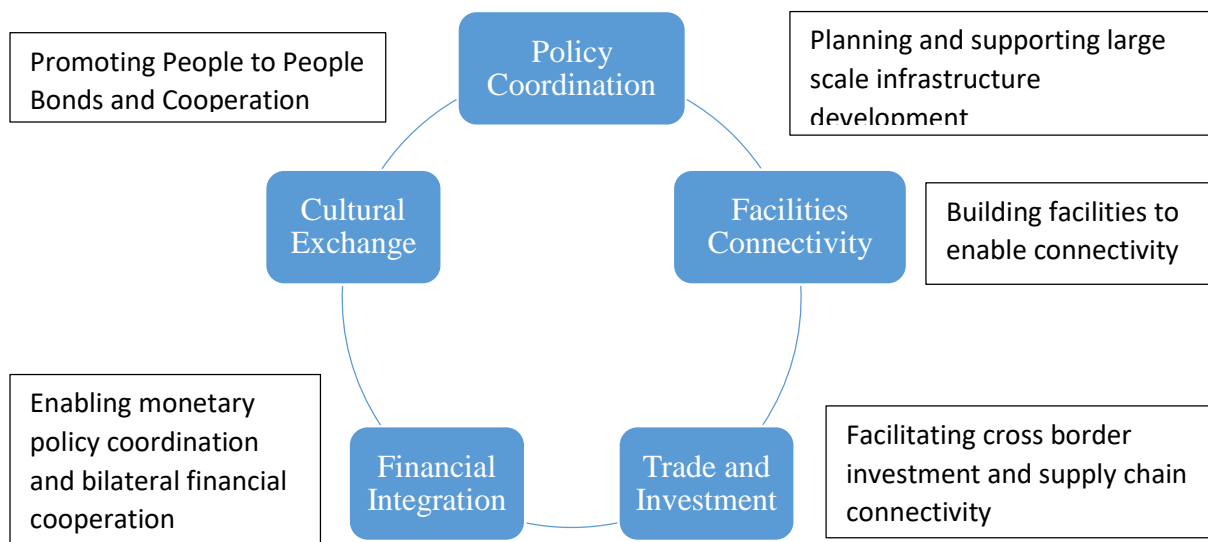 Policy
Coordination
Planning and supporting large
scale infrastructure
development
Promoting People to People
Bonds and Cooperation
Cultural
Exchange
Facilities
Connectivity
Building facilities to
enable connectivity
Enabling monetary
policy coordination
and bilateral financial
cooperation
Financial
Integration
Trade and
Investment
Facilitating cross border
investment and supply chain
connectivity